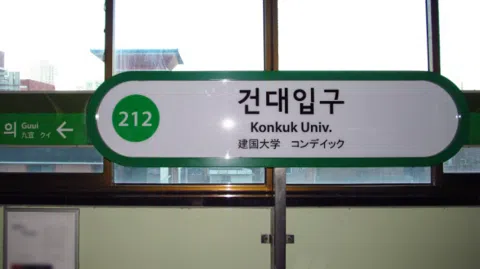 212
건대입구
Konkuk Univ.
建国大学 コンデイック
의
Guui
九宜 クイ